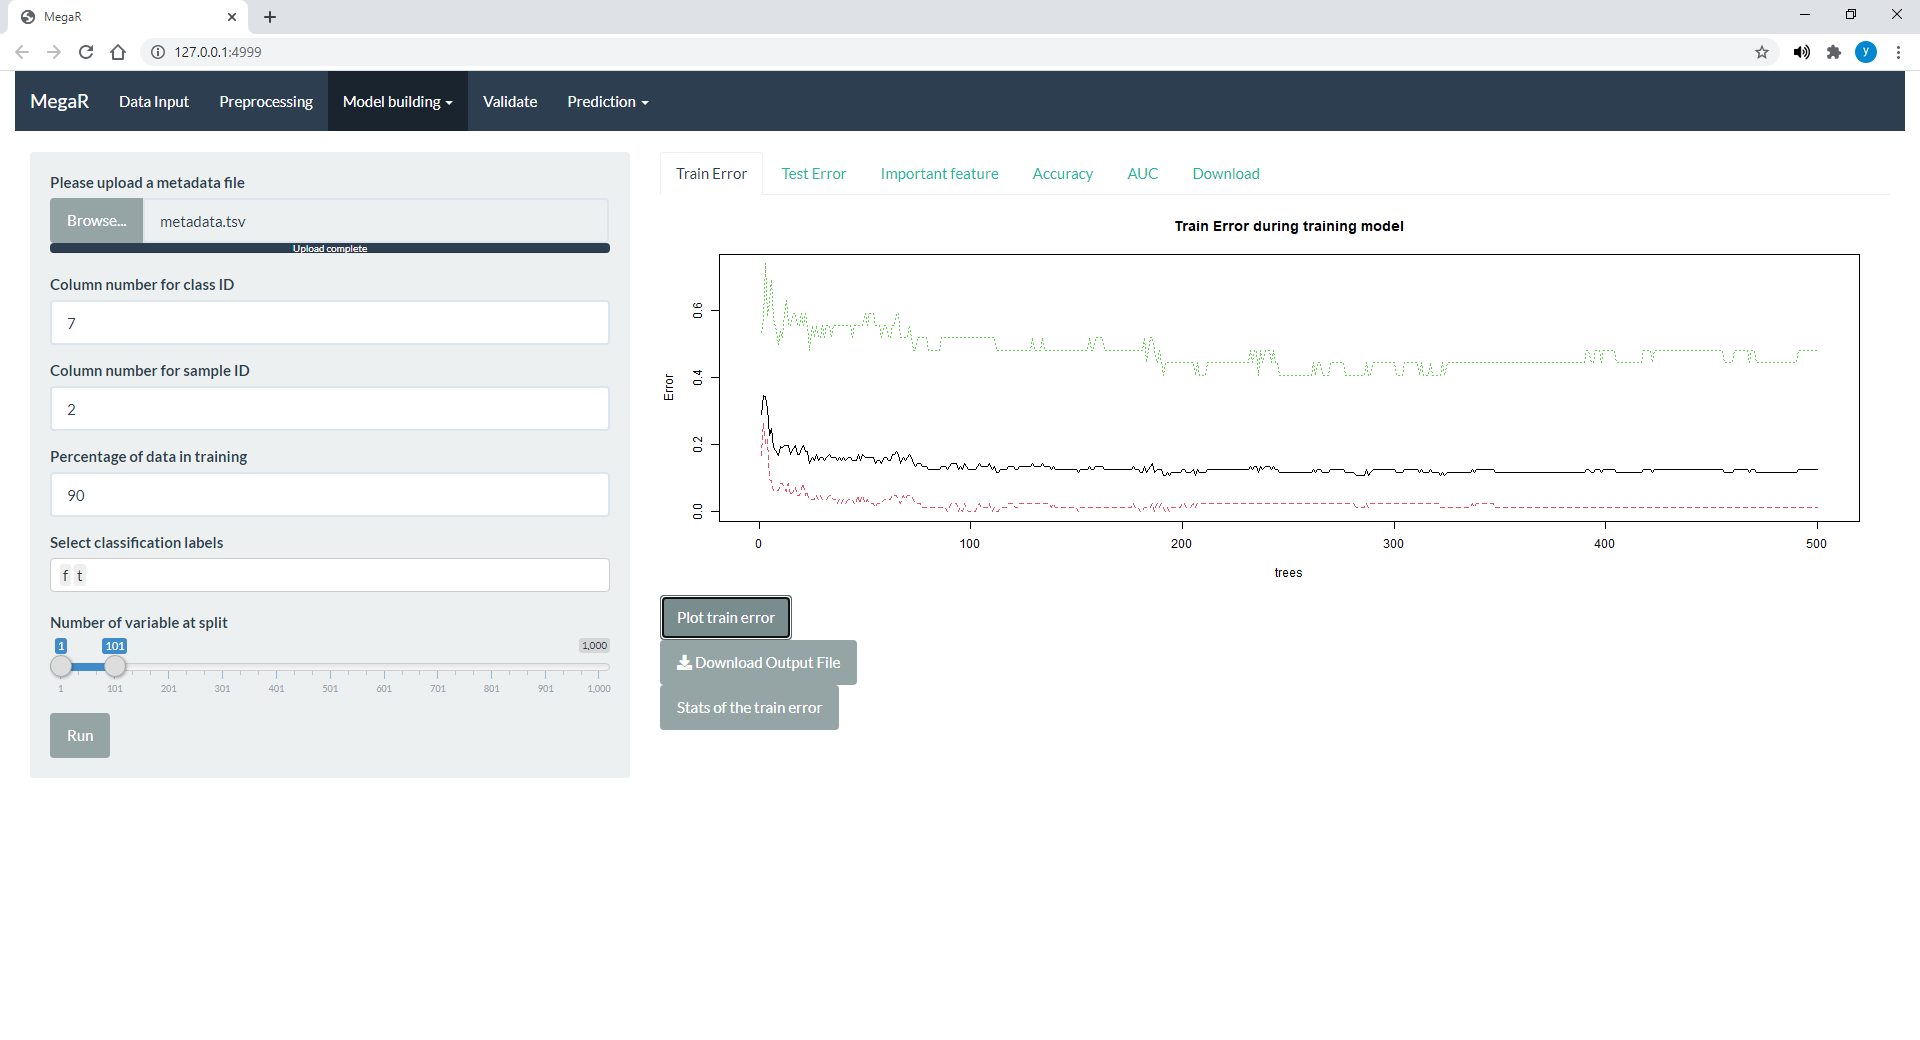 MegaR
127.0.0.1:4999
y
MegaR Data Input Preprocessing Model building Validate Prediction
Please upload a metadata file
Browse... metadata.tsv
Upload complete
Column number for class ID
7
Column number for sample ID
2
Percentage of data in training
90
Select classification labels
f t
Number of variable at split
1 101 1,000
1 101 201 301 401 501 601 701 801 901 1,000
Run
Train Error Test Error Important feature Accuracy AUC Download
Train Error during training model
Error
0.6
0.4
0.2
0.0
0 100 200 300 400 500
trees
Plot train error
Download Output File
Stats of the train error